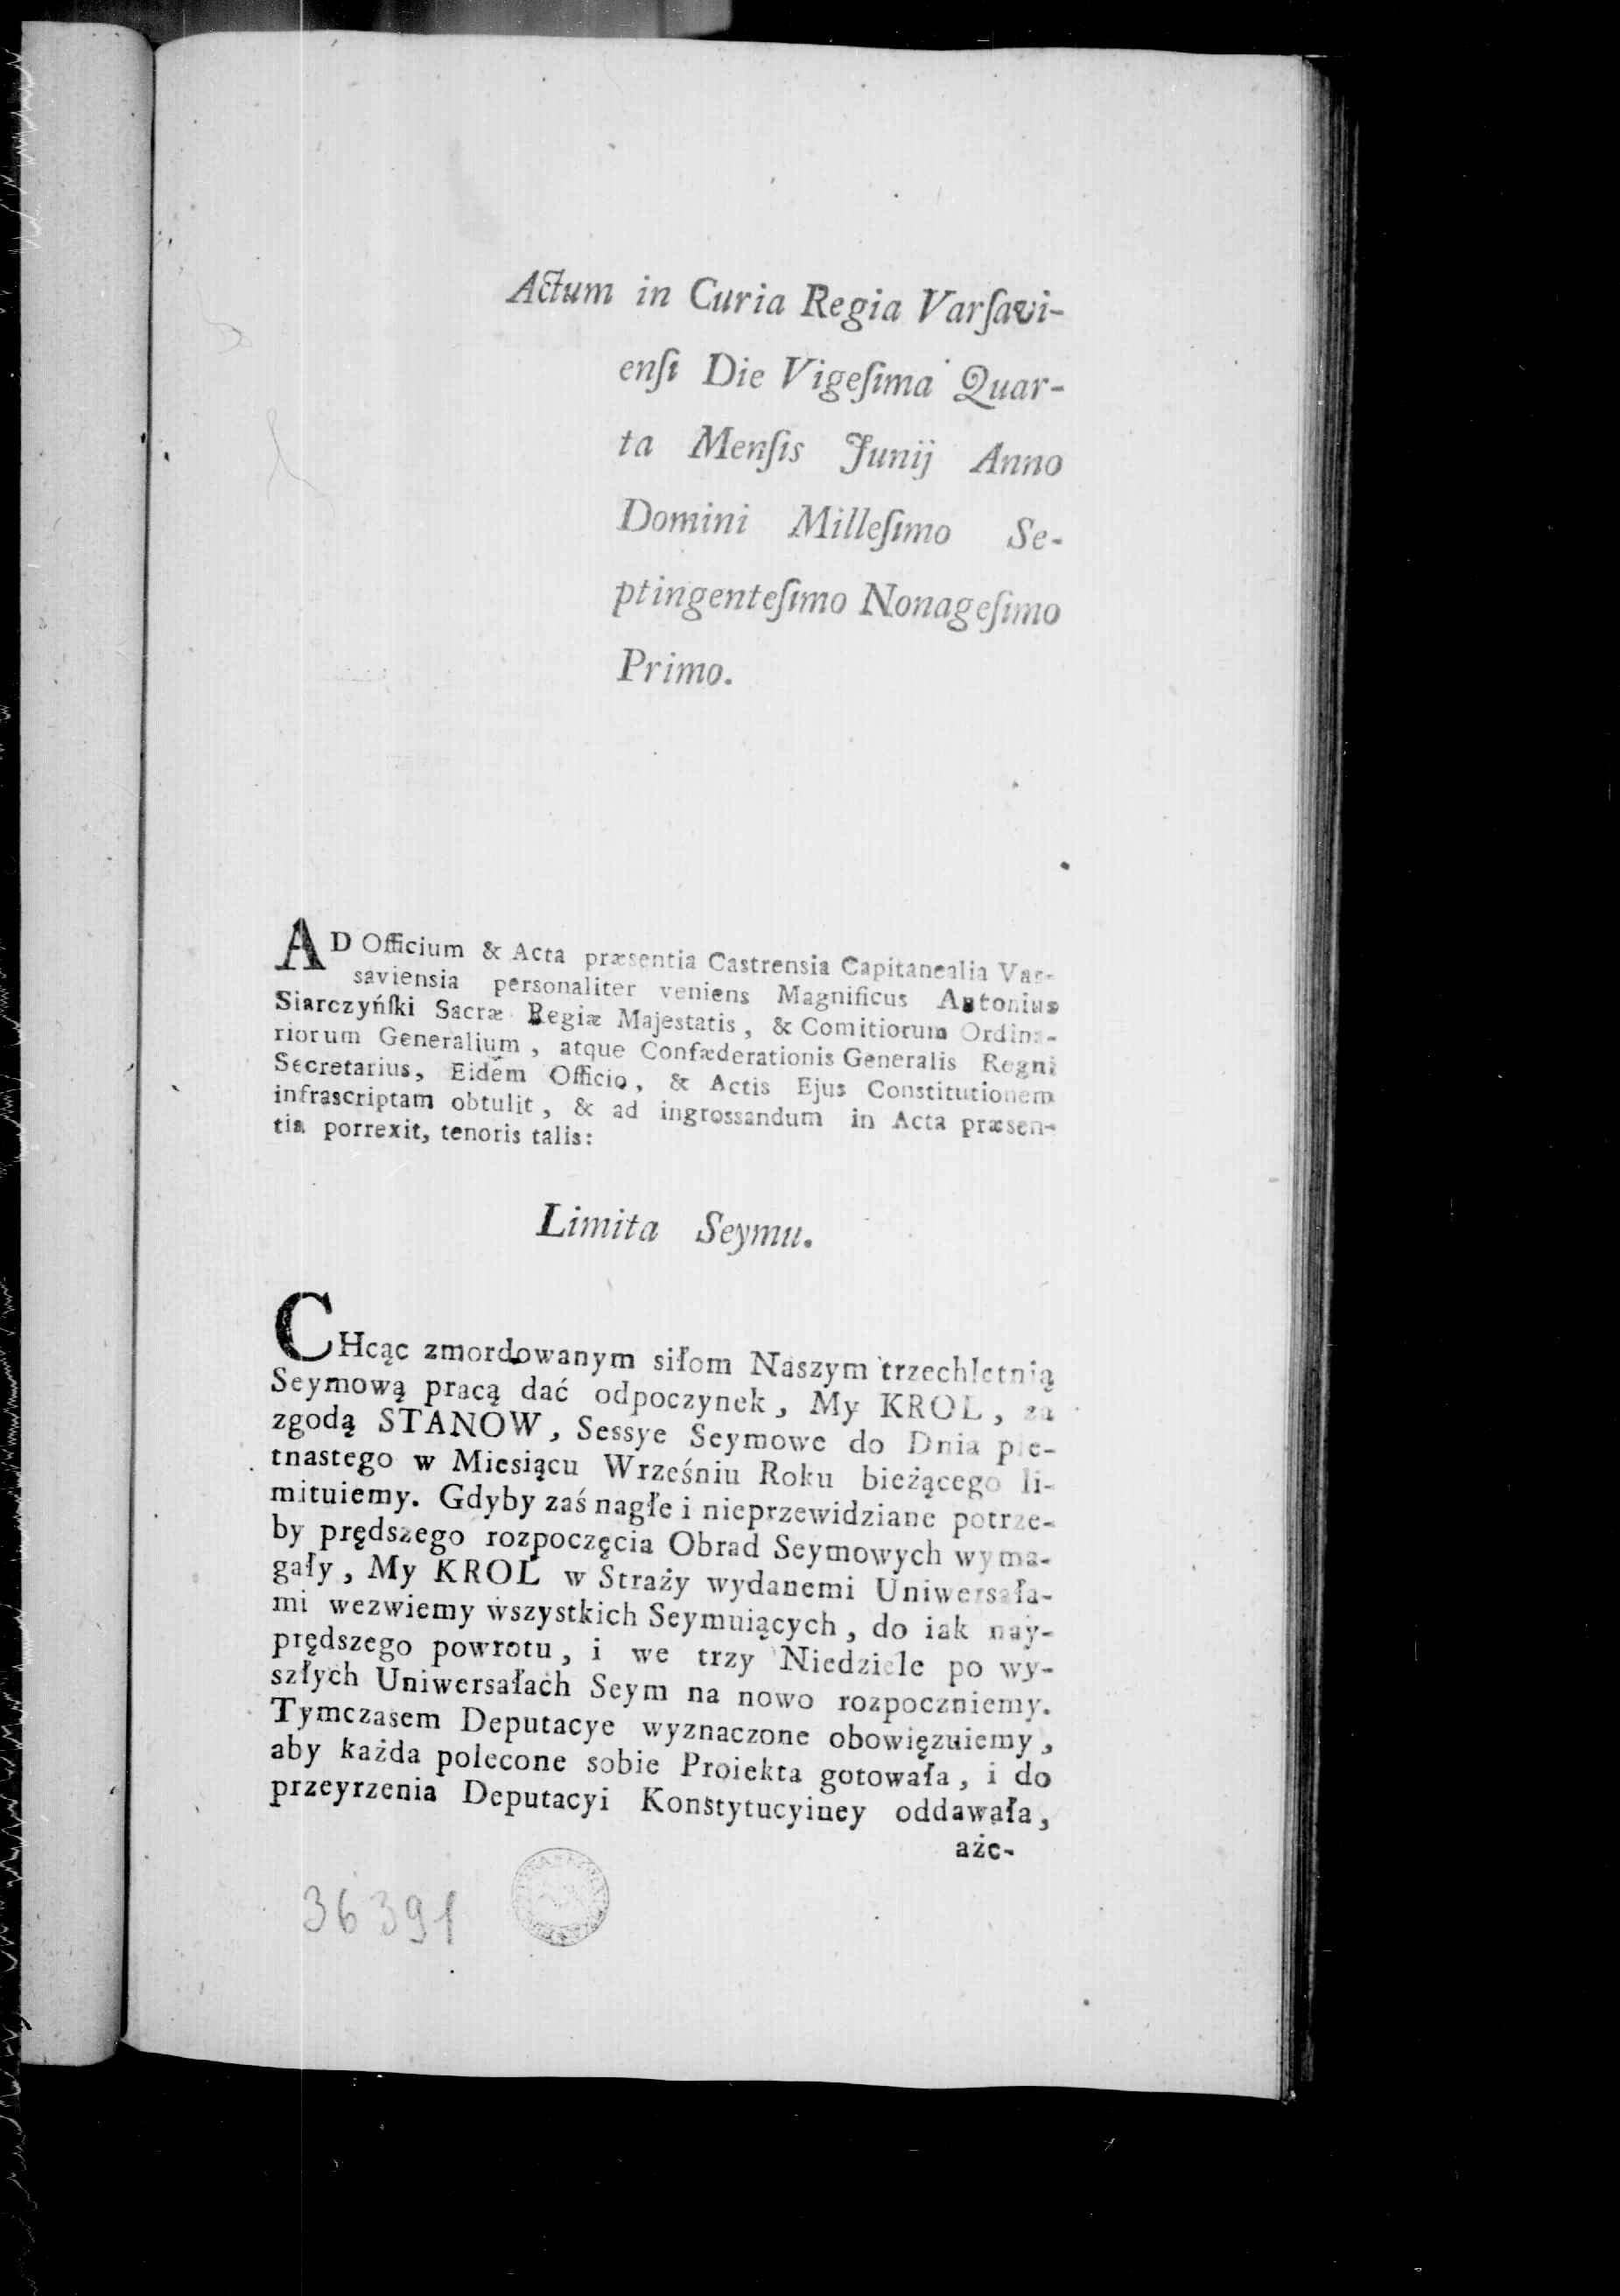 Actum in Curia Regia Varſavi-
enſi Die Vigeſima Quar-
ta Menſis Junij Anno
Domini Milleſimo Se-
ptingenteſimo Nonageſimo
Primo.
AD Officium & Acta præsentia Castrensia Capitanealia Var-
saviensia personaliter veniens Magnificus Antonius
Siarczyńſki Sacræ Regiæ Majestatis, & Comitiorum Ordina-
riorum Generalium, atque Confæderationis Generalis Regni
Secretarius, Eidem Officio, & Actis Ejus Constitutionem
infrascriptam obtulit, & ad ingrossandum in Acta præsen-
tia porrexit, tenoris talis:
Limita Seymu.
CHcąc zmordowanym siłom Naszym trzechletnią
Seymową pracą dać odpoczynek, My KROL, za
zgodą STANOW, Sessye Seymowe do Dnia pie-
tnastego w Miesiącu Wrześniu Roku bieżącego li-
mituiemy. Gdyby zaś nagłe i nieprzewidziane potrze-
by prędszego rozpoczęcia Obrad Seymowych wyma-
gały, My KROL w Straży wydanemi Uniwersała-
mi wezwiemy wszystkich Seymuiących, do iak nay-
prędszego powrotu, i we trzy Niedziele po wy-
szłych Uniwersałach Seym na nowo rozpoczniemy.
Tymczasem Deputacye wyznaczone obowięzuiemy,
aby każda polecone sobie Proiekta gotowała, i do
przeyrzenia Deputacyi Konstytucyiney oddawała,
aże-
36391